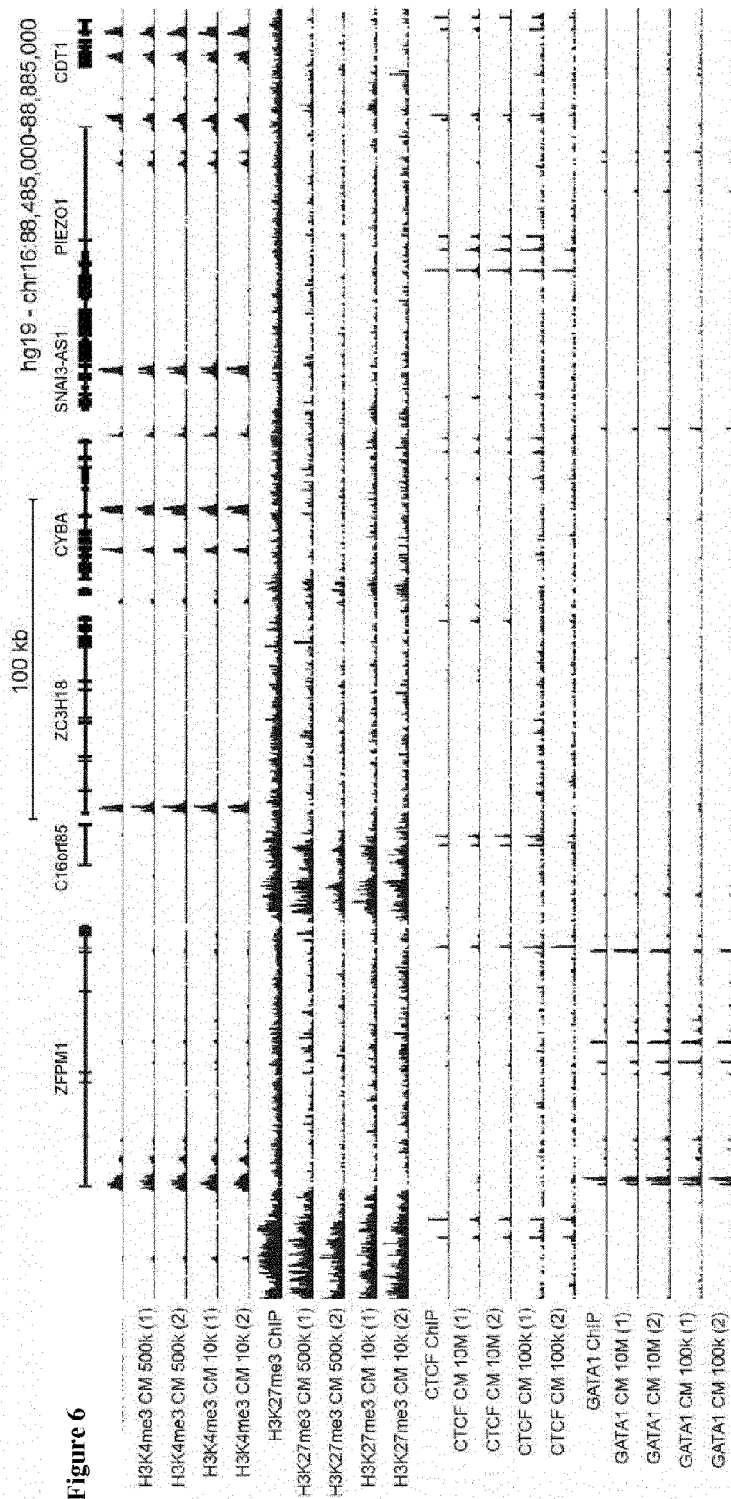 Figure 6
hg19 - chr16:88,485,000-88,885,000
100 kb
ZFPM1
C16orf85
ZC3H18
CYBA
SNAI3-AS1
PIEZO1
CDT1
H3K4me3 CM 500k (1)
H3K4me3 CM 500k (2)
H3K4me3 CM 10k (1)
H3K4me3 CM 10k (2)
H3K27me3 ChIP
H3K27me3 CM 500k (1)
H3K27me3 CM 500k (2)
H3K27me3 CM 10k (1)
H3K27me3 CM 10k (2)
CTCF ChIP
CTCF CM 10M (1)
CTCF CM 10M (2)
CTCF CM 100k (1)
CTCF CM 100k (2)
GATA1 ChIP
GATA1 CM 10M (1)
GATA1 CM 10M (2)
GATA1 CM 100k (1)
GATA1 CM 100k (2)